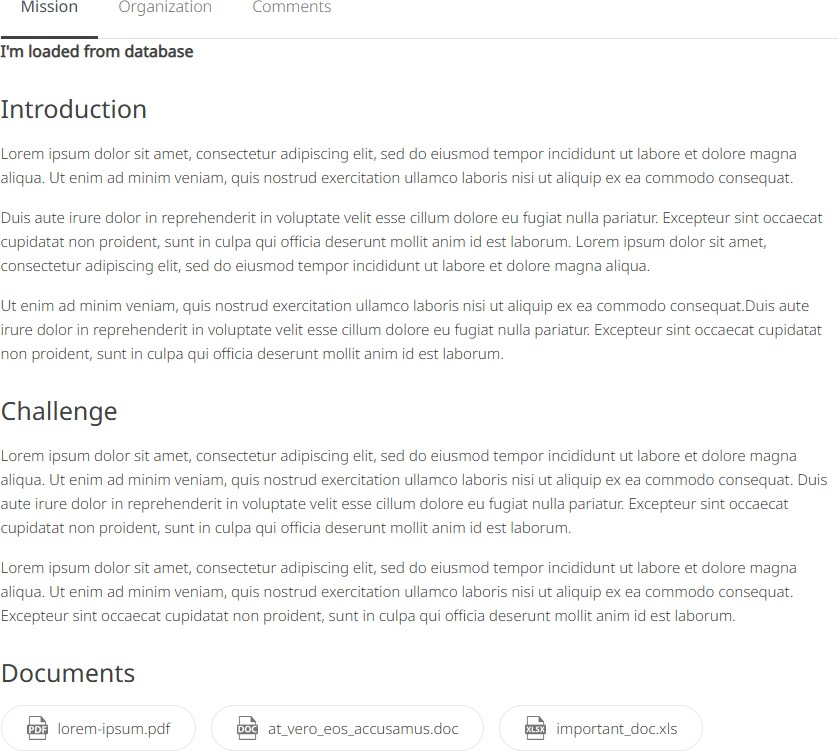 Mission Organization Comments
I'm loaded from database
Introduction
Lorem ipsum dolor sit amet, consectetur adipiscing elit, sed do eiusmod tempor incididunt ut labore et dolore magna
aliqua. Ut enim ad minim veniam, quis nostrud exercitation ullamco laboris nisi ut aliquip ex ea commodo consequat.
Duis aute irure dolor in reprehenderit in voluptate velit esse cillum dolore eu fugiat nulla pariatur. Excepteur sint occaecat
cupidatat non proident, sunt in culpa qui officia deserunt mollit anim id est laborum. Lorem ipsum dolor sit amet,
consectetur adipiscing elit, sed do eiusmod tempor incididunt ut labore et dolore magna aliqua.
Ut enim ad minim veniam, quis nostrud exercitation ullamco laboris nisi ut aliquip ex ea commodo consequat.Duis aute
irure dolor in reprehenderit in voluptate velit esse cillum dolore eu fugiat nulla pariatur. Excepteur sint occaecat cupidatat
non proident, sunt in culpa qui officia deserunt mollit anim id est laborum.
Challenge
Lorem ipsum dolor sit amet, consectetur adipiscing elit, sed do eiusmod tempor incididunt ut labore et dolore magna
aliqua. Ut enim ad minim veniam, quis nostrud exercitation ullamco laboris nisi ut aliquip ex ea commodo consequat. Duis
aute irure dolor in reprehenderit in voluptate velit esse cillum dolore eu fugiat nulla pariatur. Excepteur sint occaecat
cupidatat non proident, sunt in culpa qui officia deserunt mollit anim id est laborum.
Lorem ipsum dolor sit amet, consectetur adipiscing elit, sed do eiusmod tempor incididunt ut labore et dolore magna
aliqua. Ut enim ad minim veniam, quis nostrud exercitation ullamco laboris nisi ut aliquip ex ea commodo consequat.
Excepteur sint occaecat cupidatat non proident, sunt in culpa qui officia deserunt mollit anim id est laborum.
Documents
PDF lorem-ipsum.pdf DOC at_vero_eos_accusamus.doc XLSX important_doc.xls